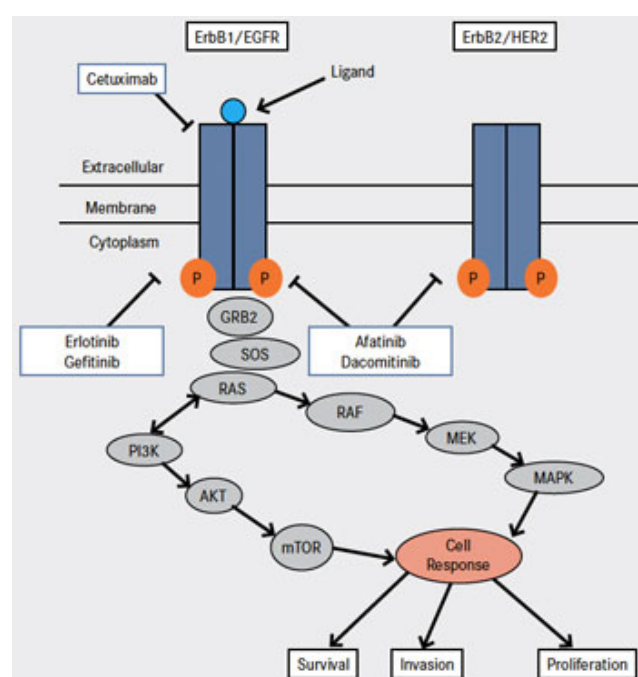 ErbB1/EGFR
ErbB2/HER2
Cetuximab
Ligand
Extracellular
Membrane
Cytoplasm
P
P
P
P
GRB2
Erlotinib
Gefitinib
Afatinib
Dacomitinib
SOS
RAS
RAF
MEK
PI3K
MAPK
AKT
mTOR
Cell
Response
Survival
Invasion
Proliferation